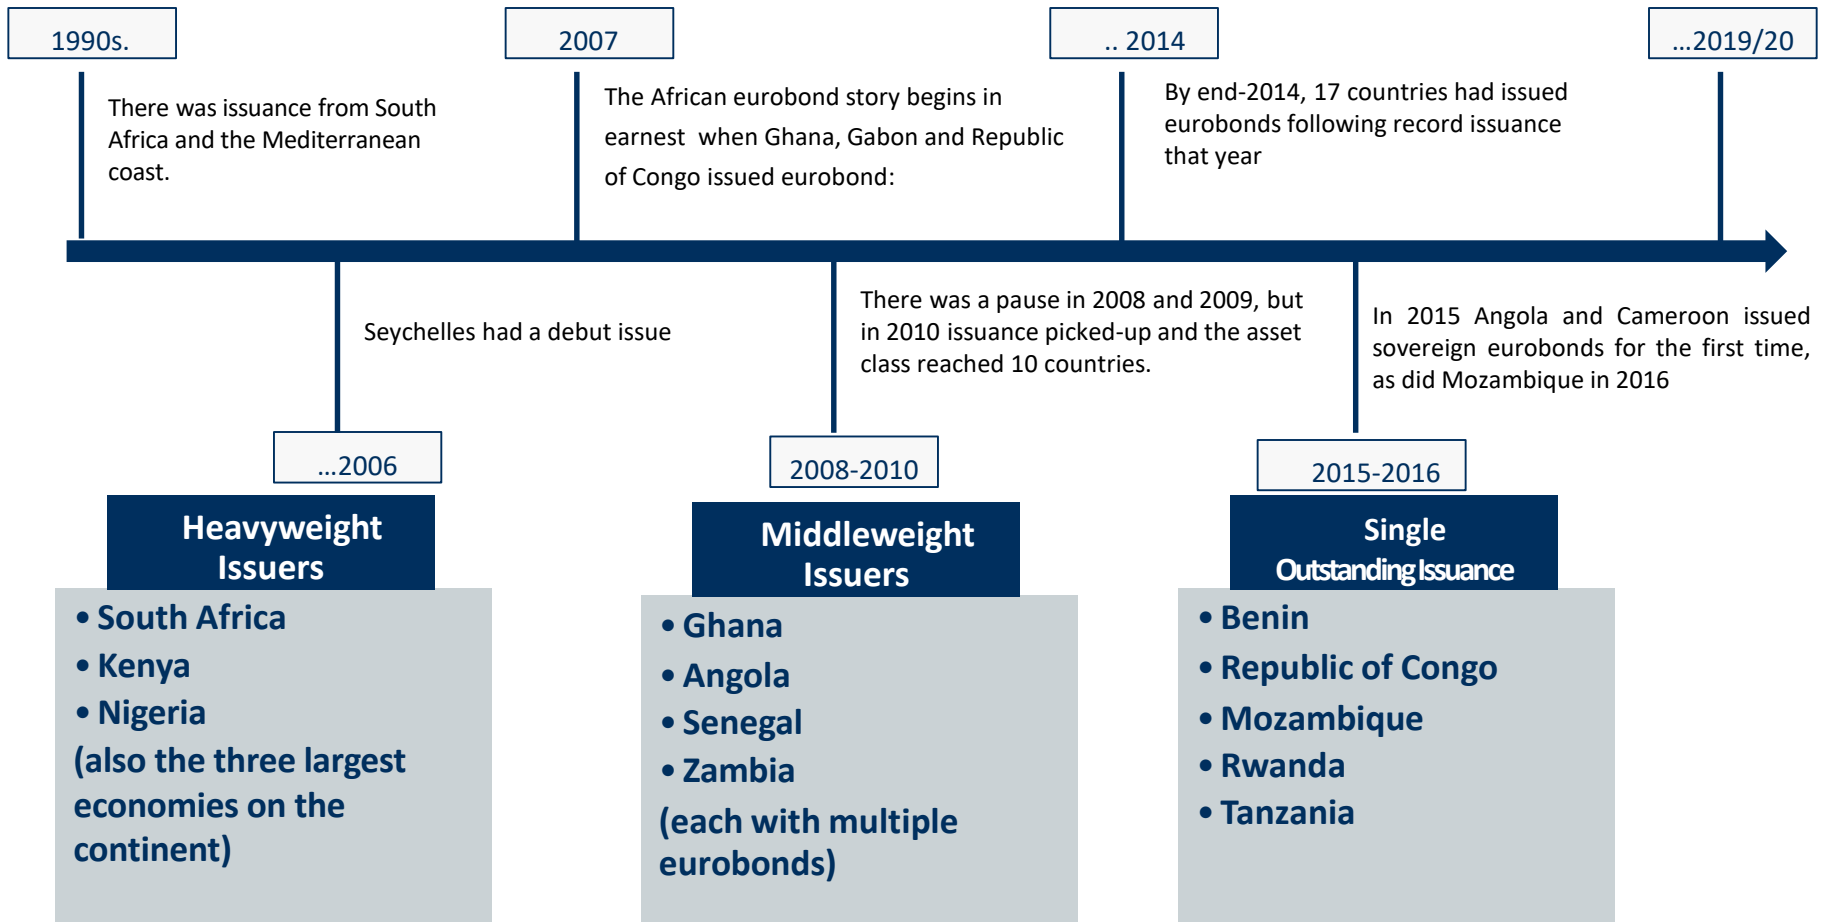 1990s.
There was issuance from South
Africa and the Mediterranean
coast.
2007
The African eurobond story begins in
earnest when Ghana, Gabon and Republic
of Congo issued eurobond:
.. 2014
By end-2014, 17 countries had issued
eurobonds following record issuance
that year
...2019/20
Seychelles had a debut issue
...2006
There was a pause in 2008 and 2009, but
in 2010 issuance picked-up and the asset
class reached 10 countries.
2008-2010
In 2015 Angola and Cameroon issued
sovereign eurobonds for the first time,
as did Mozambique in 2016
2015-2016
Heavyweight
Issuers
• South Africa
• Kenya
• Nigeria
(also the three largest
economies on the
continent)
Middleweight
Issuers
• Ghana
• Angola
• Senegal
• Zambia
(each with multiple
eurobonds)
Single
Outstanding Issuance
• Benin
• Republic of Congo
• Mozambique
• Rwanda
• Tanzania